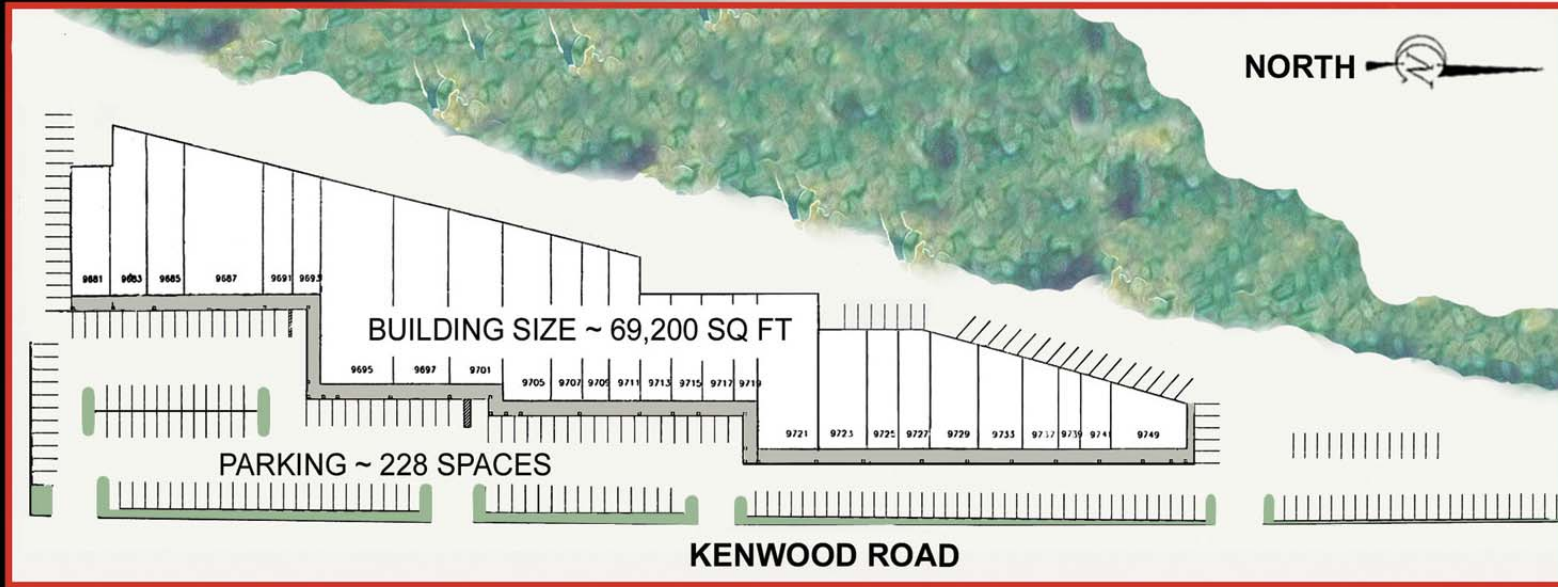 NORTH
N
9681 9683 9685 9687 9691 9693
BUILDING SIZE ~ 69,200 SQ FT
9695 9697 9701
9705 9707 9709 9711 9713 9715 9717 9719
9721 9723 9725 9727 9729 9733 9737 9739 9741 9749
PARKING ~ 228 SPACES
KENWOOD ROAD